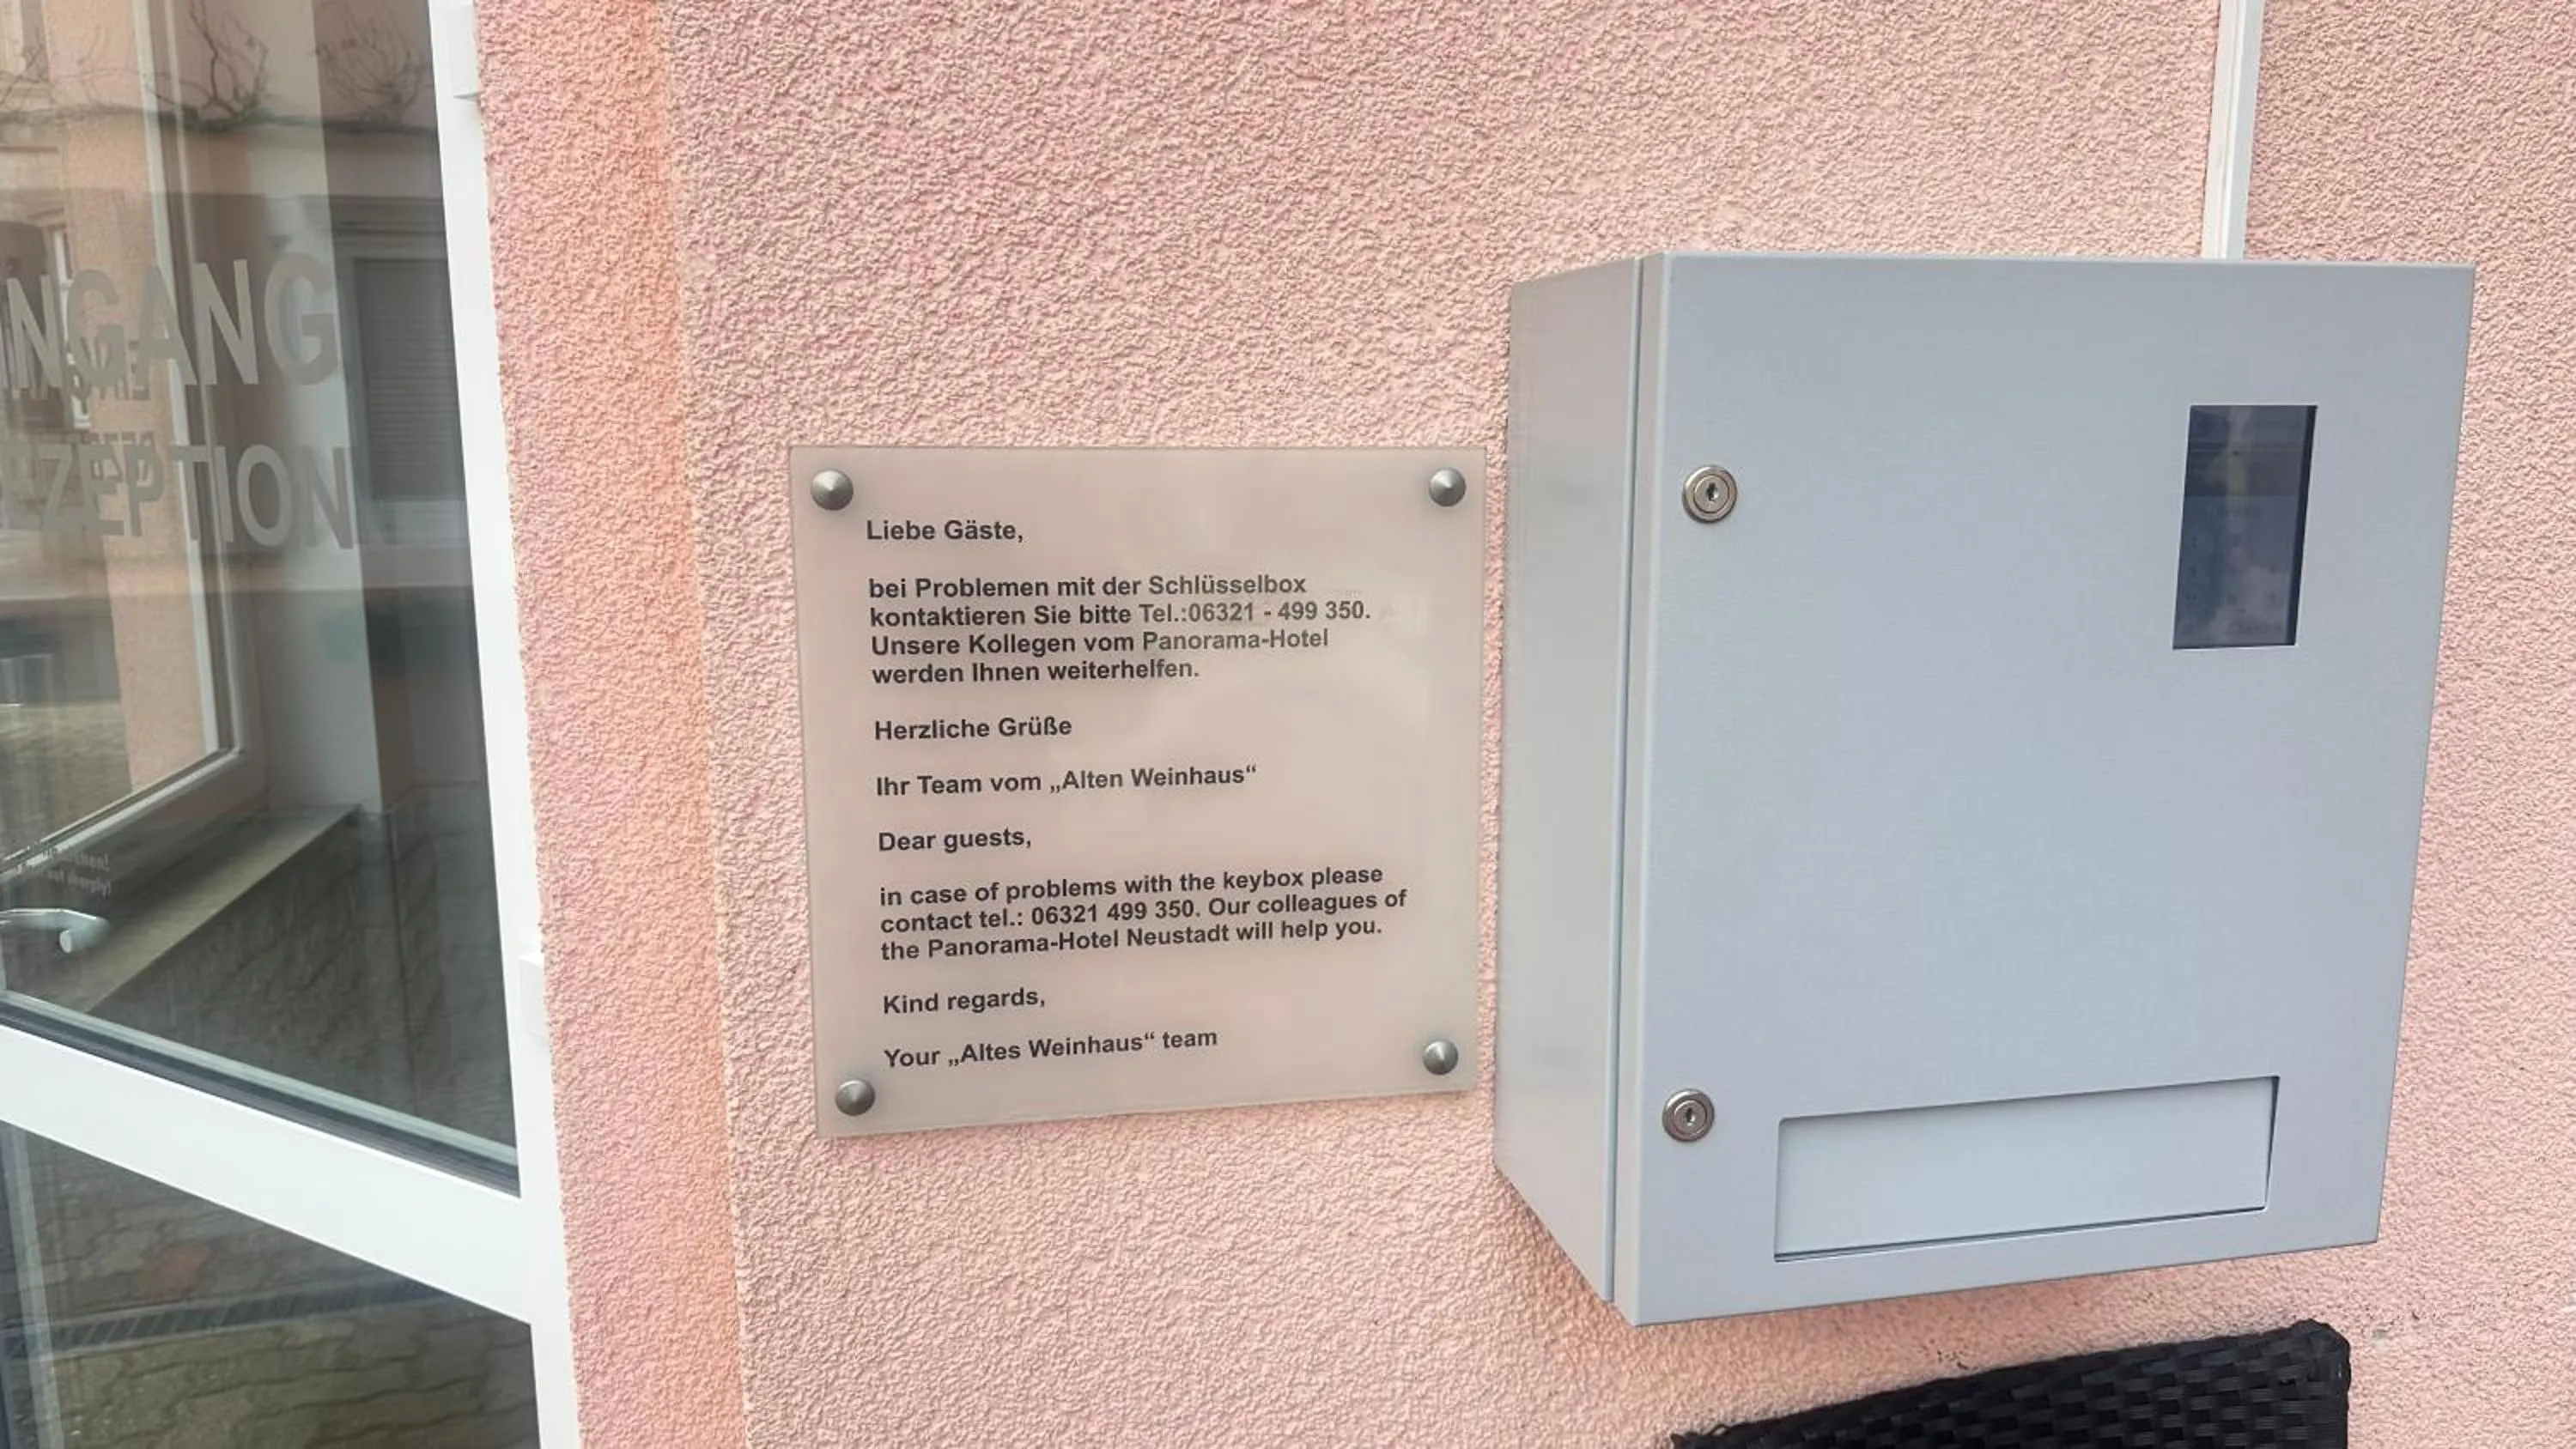 INGANG
ZEPTION
Liebe Gäste,
bei Problemen mit der Schlüsselbox
kontaktieren Sie bitte Tel.:06321 - 499 350.
Unsere Kollegen vom Panorama-Hotel
werden Ihnen weiterhelfen.
Herzliche Grüße
Ihr Team vom „Alten Weinhaus“
Dear guests,
in case of problems with the keybox please
contact tel.: 06321 499 350. Our colleagues of
the Panorama-Hotel Neustadt will help you.
Kind regards,
Your „Altes Weinhaus“ team